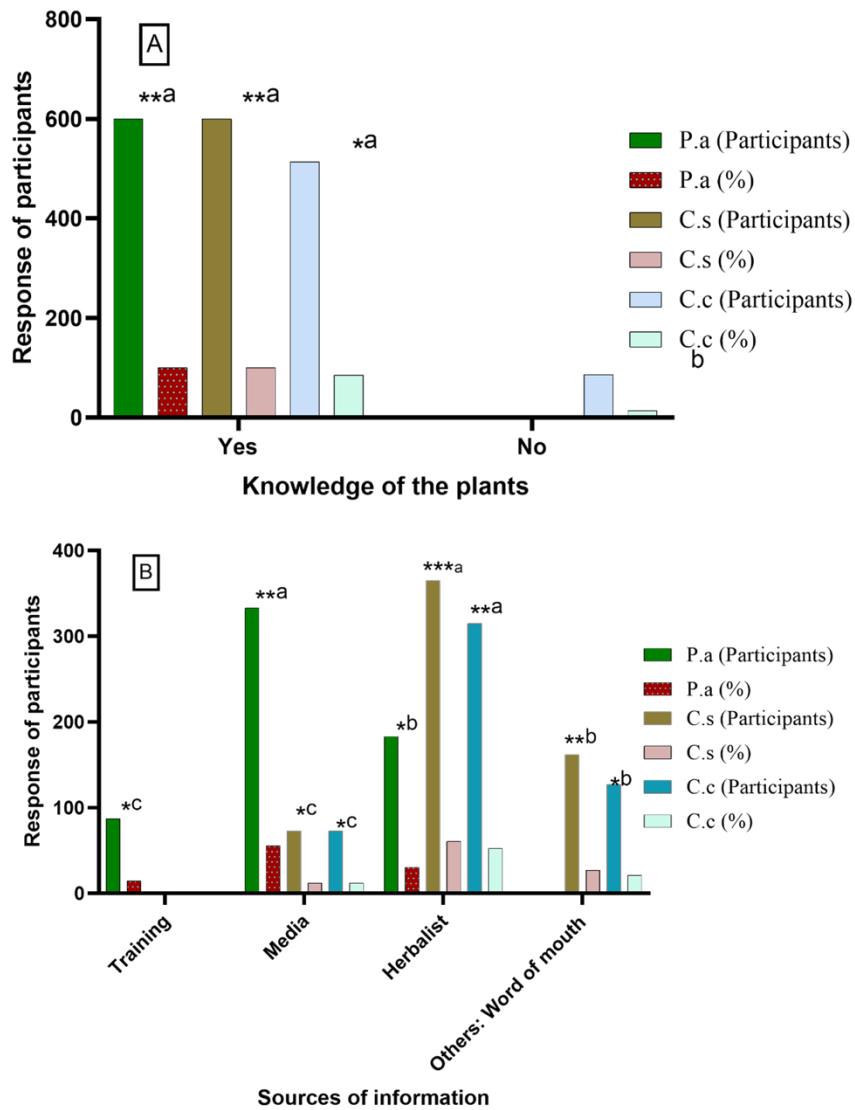 A
800
600
400
200
0
Response of participants
**a
**a
*a
b
Yes
No
Knowledge of the plants
P.a (Participants)
P.a (%)
C.s (Participants)
C.s (%)
C.c (Participants)
C.c (%)
B
400
300
200
100
0
Response of participants
*c
**a
*c
*c
*b
***a
**a
**b
*b
Training
Media
Herbalist
Others: Word of mouth
Sources of information
P.a (Participants)
P.a (%)
C.s (Participants)
C.s (%)
C.c (Participants)
C.c (%)